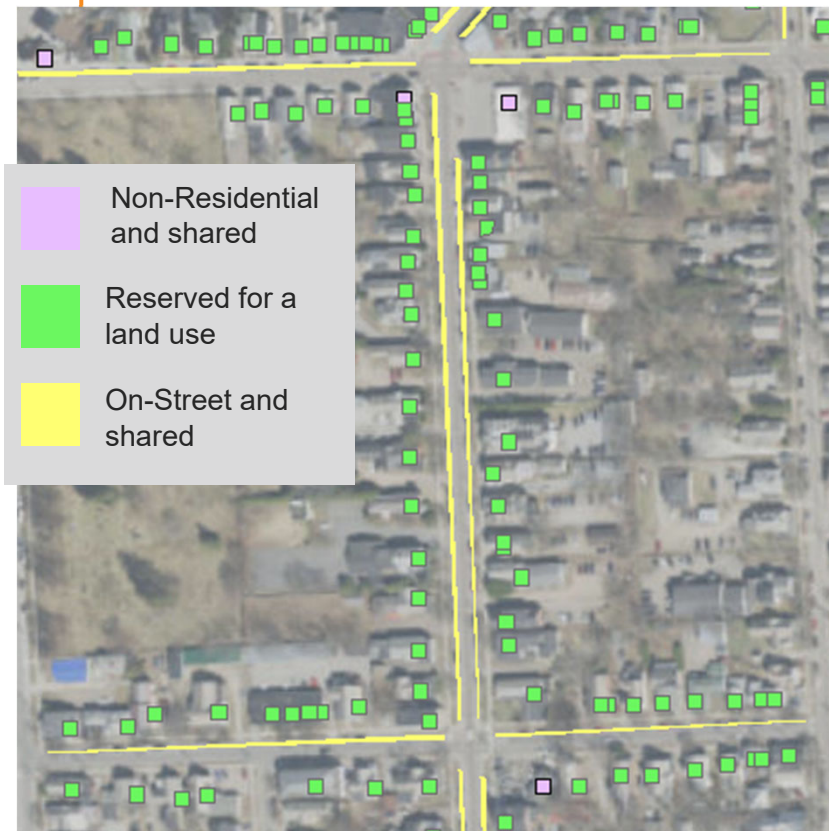 Non-Residential
and shared
Reserved for a
land use
On-Street and
shared